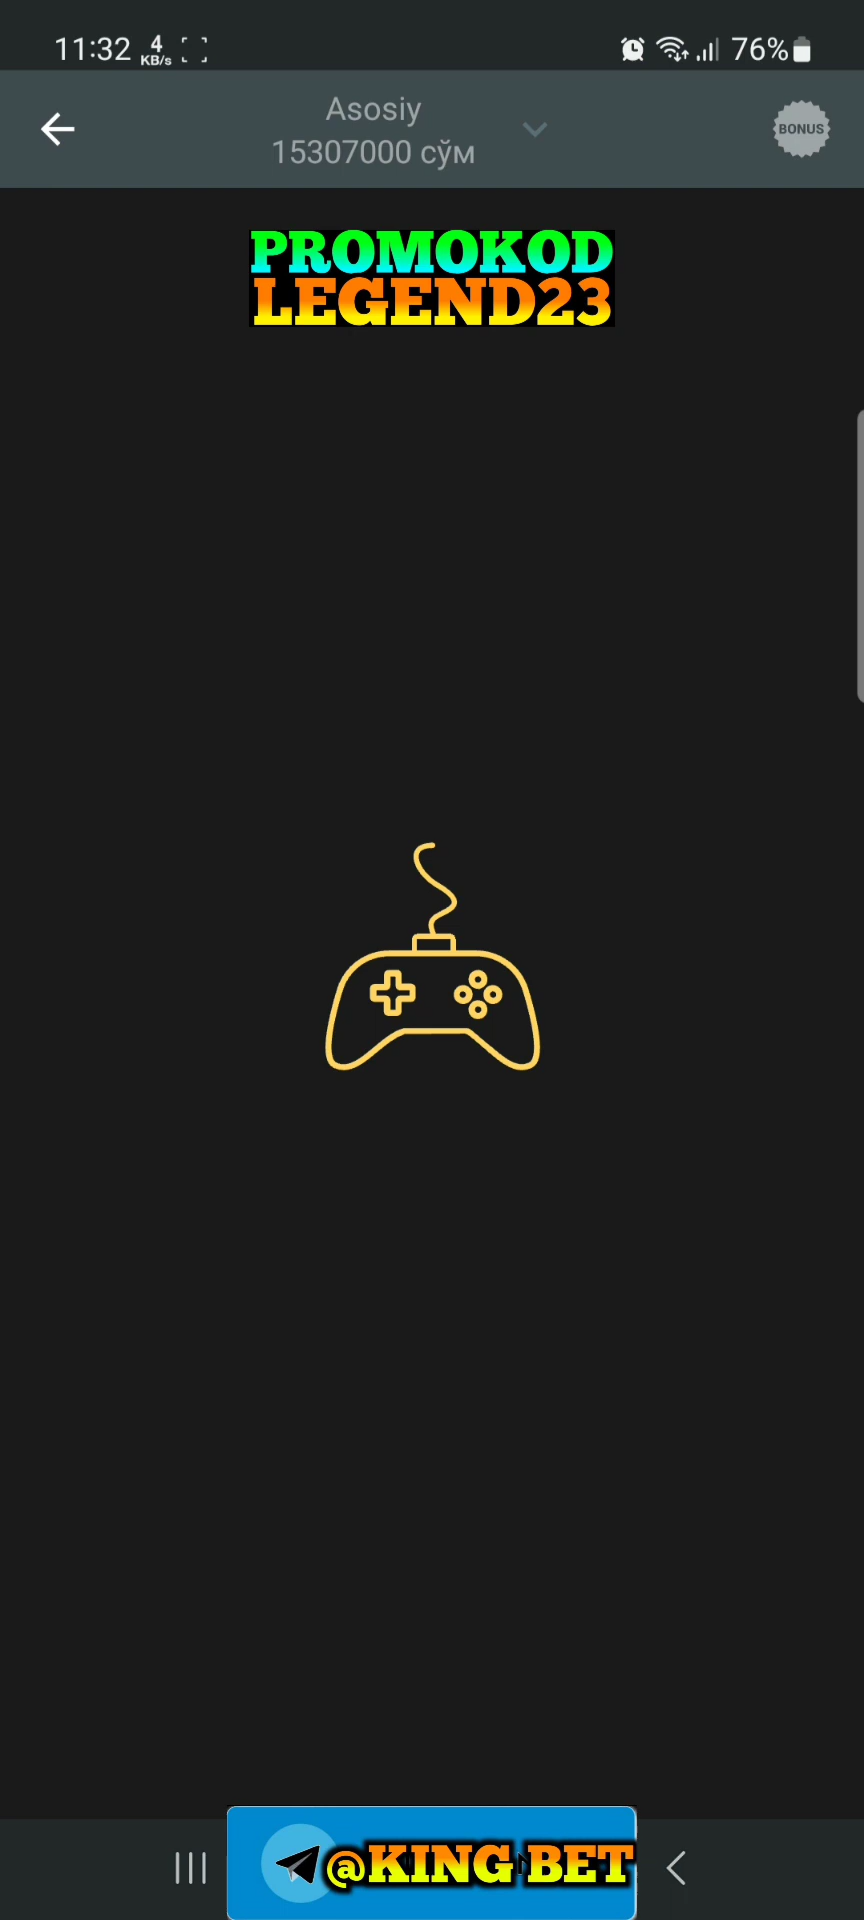 11:32 4 KB/s 76%
Asosiy
15307000 сўм
BONUS
PROMOKOD
LEGEND23
@KING BET